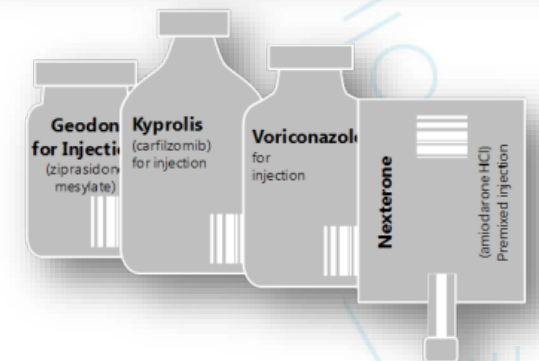 Geodon
for Injecti
(ziprasidon
mesylate)
Kyprolis
(carfilzomib)
for injection
Voriconazol
for
injection
Nexterone
(amiodarone HCl)
Premixed injection